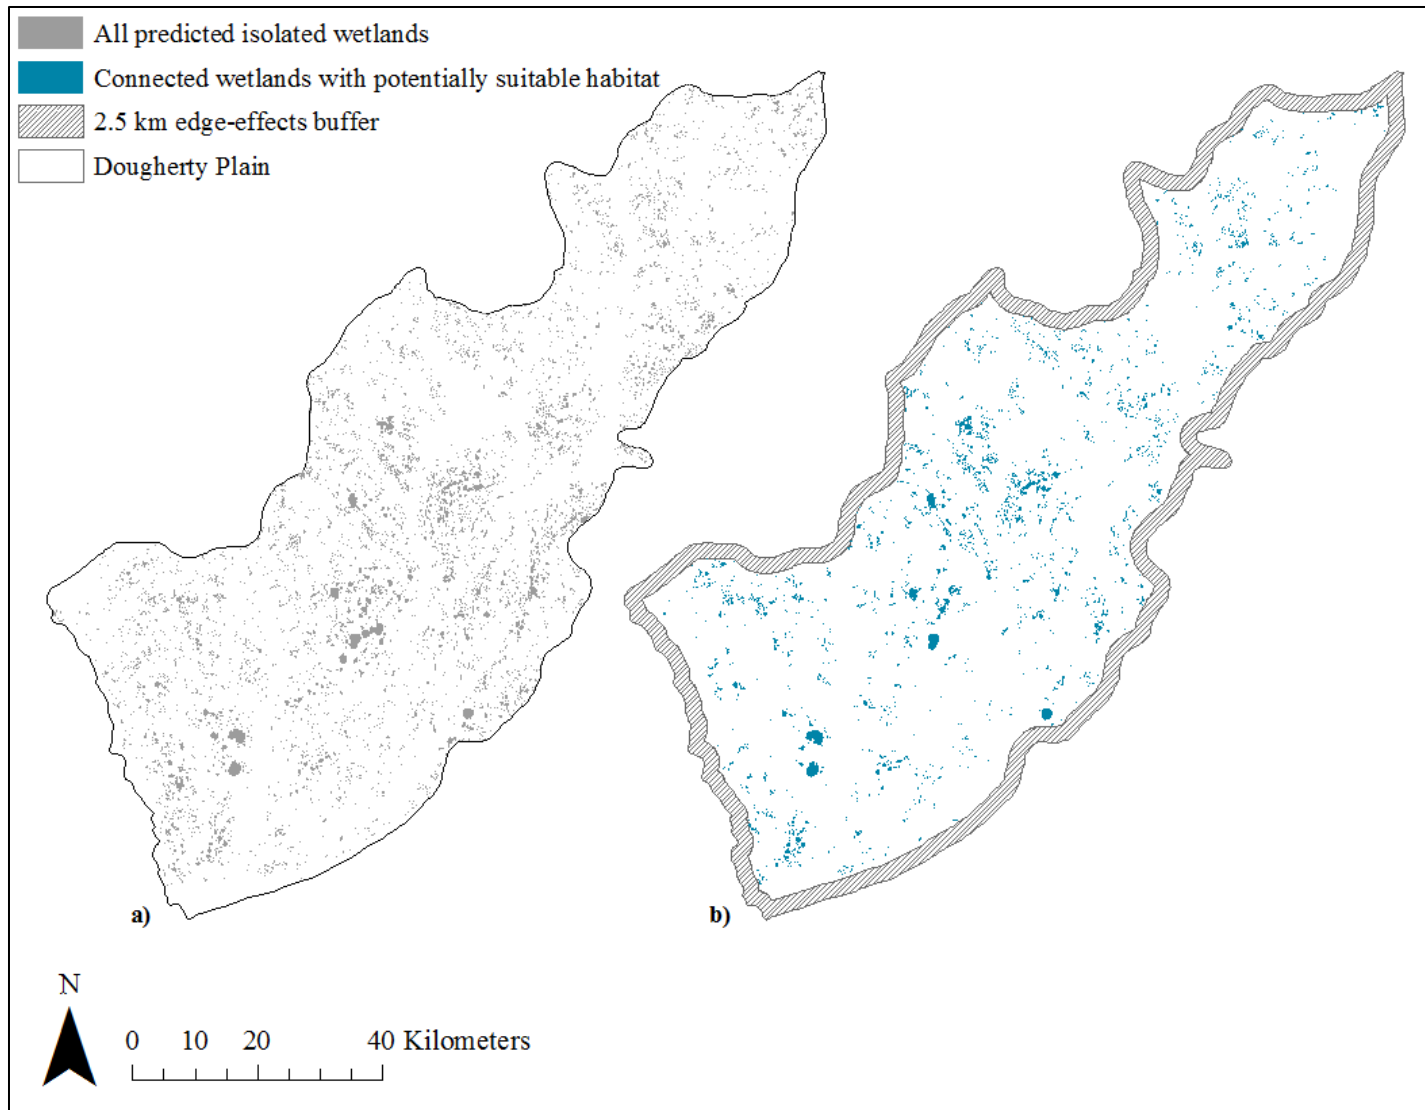 All predicted isolated wetlands
Connected wetlands with potentially suitable habitat
2.5 km edge-effects buffer
Dougherty Plain
a)
b)
N
0 10 20 40 Kilometers